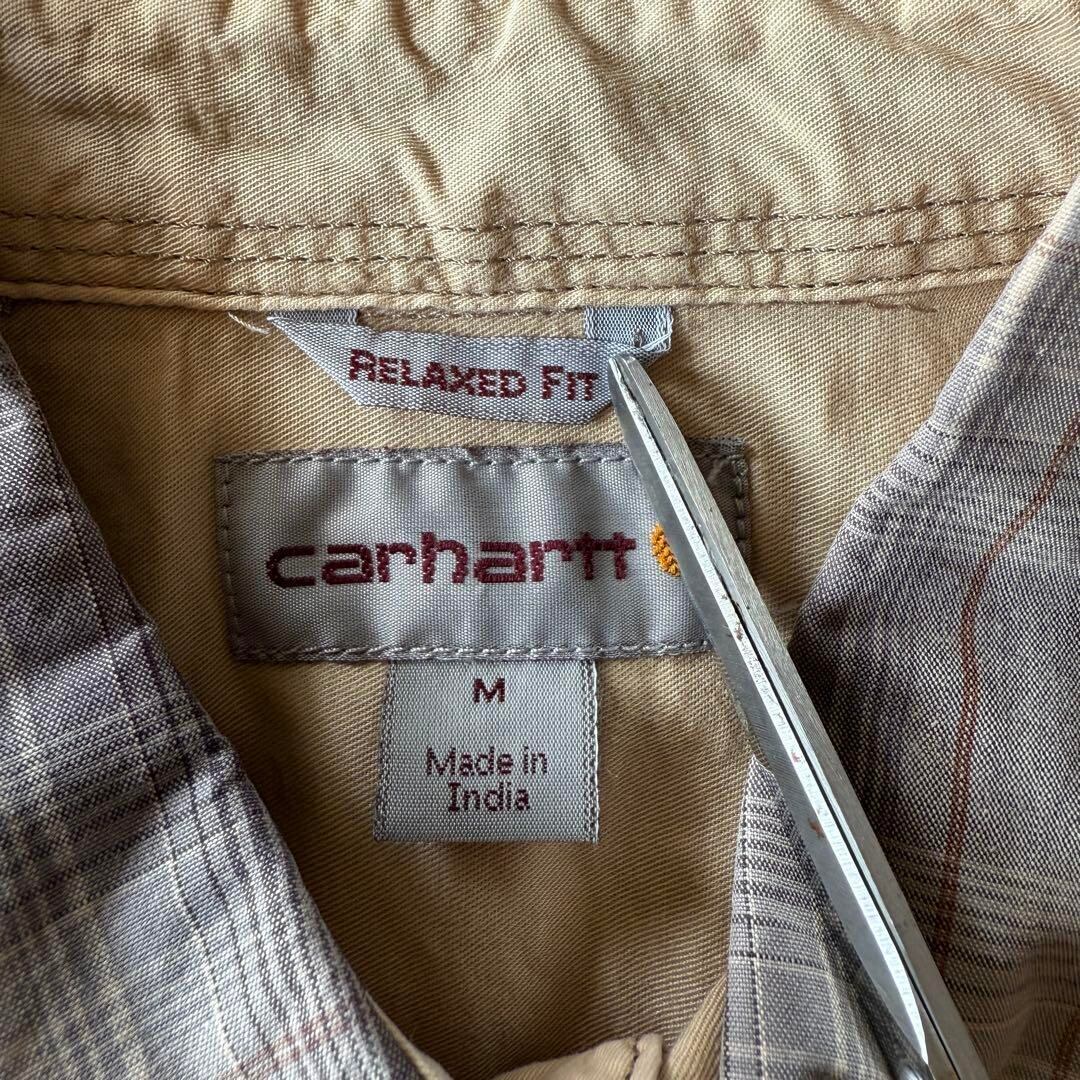 RELAXED FIT
carhartt
M
Made in
India